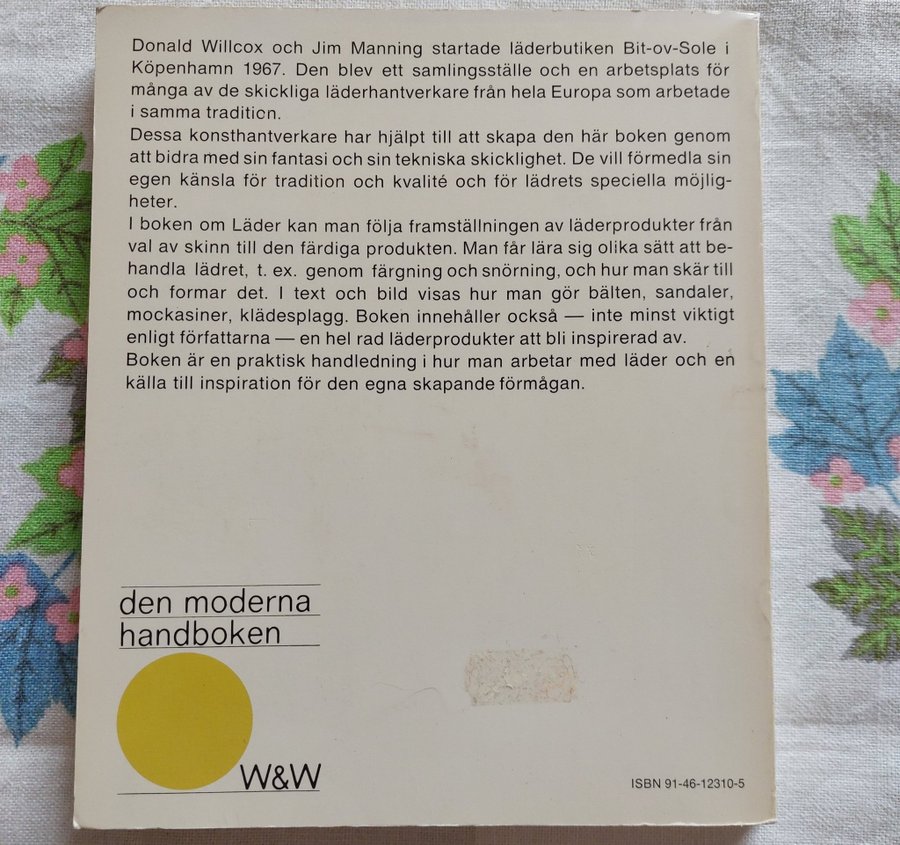 Donald Willcox och Jim Manning startade läderbutiken Bit-ov-Sole i
Köpenhamn 1967. Den blev ett samlingsställe och en arbetsplats för
många av de skickliga läderhantverkare från hela Europa som arbetade
i samma tradition.
Dessa konsthantverkare har hjälpt till att skapa den här boken genom
att bidra med sin fantasi och sin tekniska skicklighet. De vill förmedla sin
egen känsla för tradition och kvalité och för lädrets speciella möjlig-
heter.
I boken om Läder kan man följa framställningen av läderprodukter från
val av skinn till den färdiga produkten. Man får lära sig olika sätt att be-
handla lädret, t. ex. genom färgning och snörning, och hur man skär till
och formar det. I text och bild visas hur man gör bälten, sandaler,
mockasiner, klädesplagg. Boken innehåller också — inte minst viktigt
enligt författarna — en hel rad läderprodukter att bli inspirerad av.
Boken är en praktisk handledning i hur man arbetar med läder och en
källa till inspiration för den egna skapande förmågan.
den moderna
handboken
W&W
ISBN 91-46-12310-5